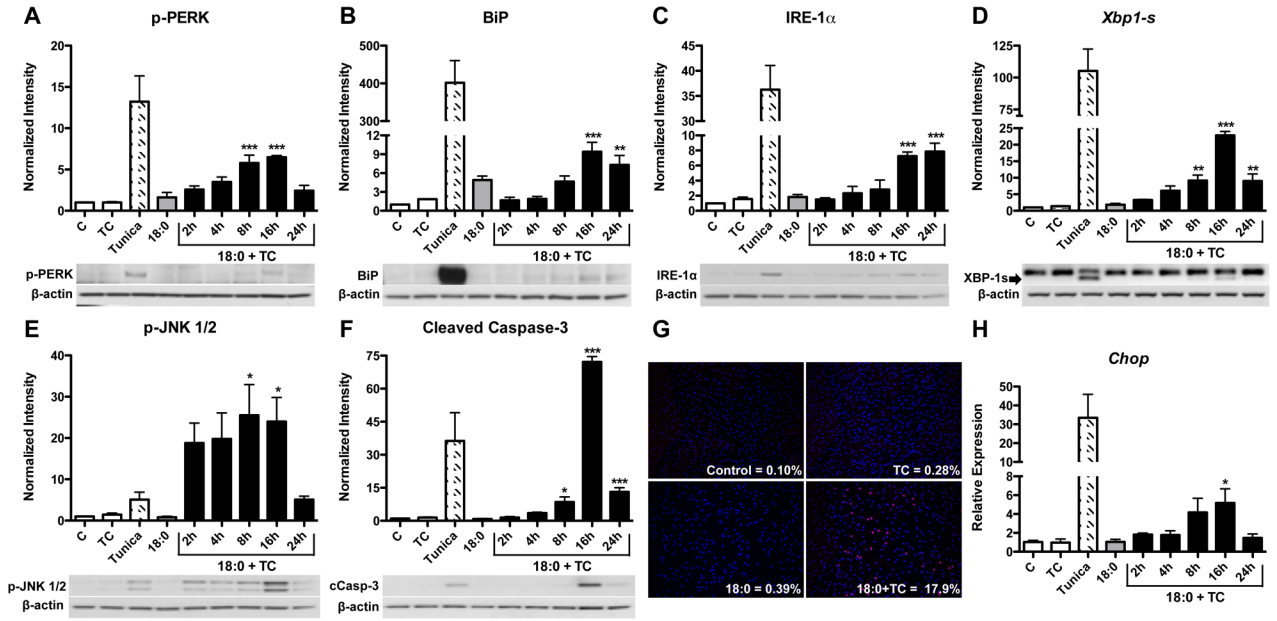 A
p-PERK
Normalized Intensity
20
15
10
5
0
***
***
C
TC
Tunica
18:0
2h
4h
8h
16h
24h
18:0 + TC
p-PERK
β-actin
B
BiP
Normalized Intensity
500
400
300
12
9
6
3
0
***
**
C
TC
Tunica
18:0
2h
4h
8h
16h
24h
18:0 + TC
BiP
β-actin
C
IRE-1α
Normalized Intensity
45
40
35
30
25
10
8
6
4
2
0
***
***
C
TC
Tunica
18:0
2h
4h
8h
16h
24h
18:0 + TC
IRE-1α
β-actin
D
Xbp1-s
Normalized Intensity
125
100
75
25
20
15
10
5
0
**
***
**
C
TC
Tunica
18:0
2h
4h
8h
16h
24h
18:0 + TC
XBP-1s
β-actin
E
p-JNK 1/2
Normalized Intensity
40
30
20
10
0
*
*
C
TC
Tunica
18:0
2h
4h
8h
16h
24h
18:0 + TC
p-JNK 1/2
β-actin
F
Cleaved Caspase-3
Normalized Intensity
75
60
45
30
15
0
*
***
***
C
TC
Tunica
18:0
2h
4h
8h
16h
24h
18:0 + TC
cCasp-3
β-actin
G
Control = 0.10%
TC = 0.28%
18:0 = 0.39%
18:0+TC = 17.9%
H
Chop
Relative Expression
50
40
30
20
10
8
6
4
2
0
*
C
TC
Tunica
18:0
2h
4h
8h
16h
24h
18:0 + TC